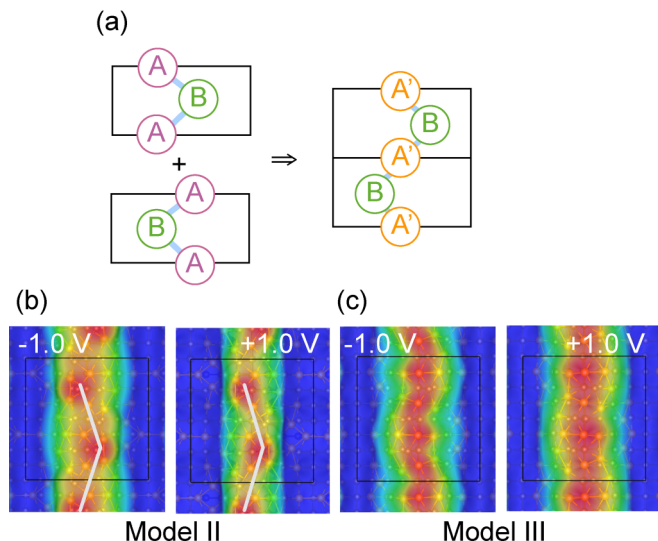 (a)
A
B
A
+
A
B
A
⇒
A'
B
A'
B
A'
(b)
(c)
-1.0 V
+1.0 V
-1.0 V
+1.0 V
Model II
Model III